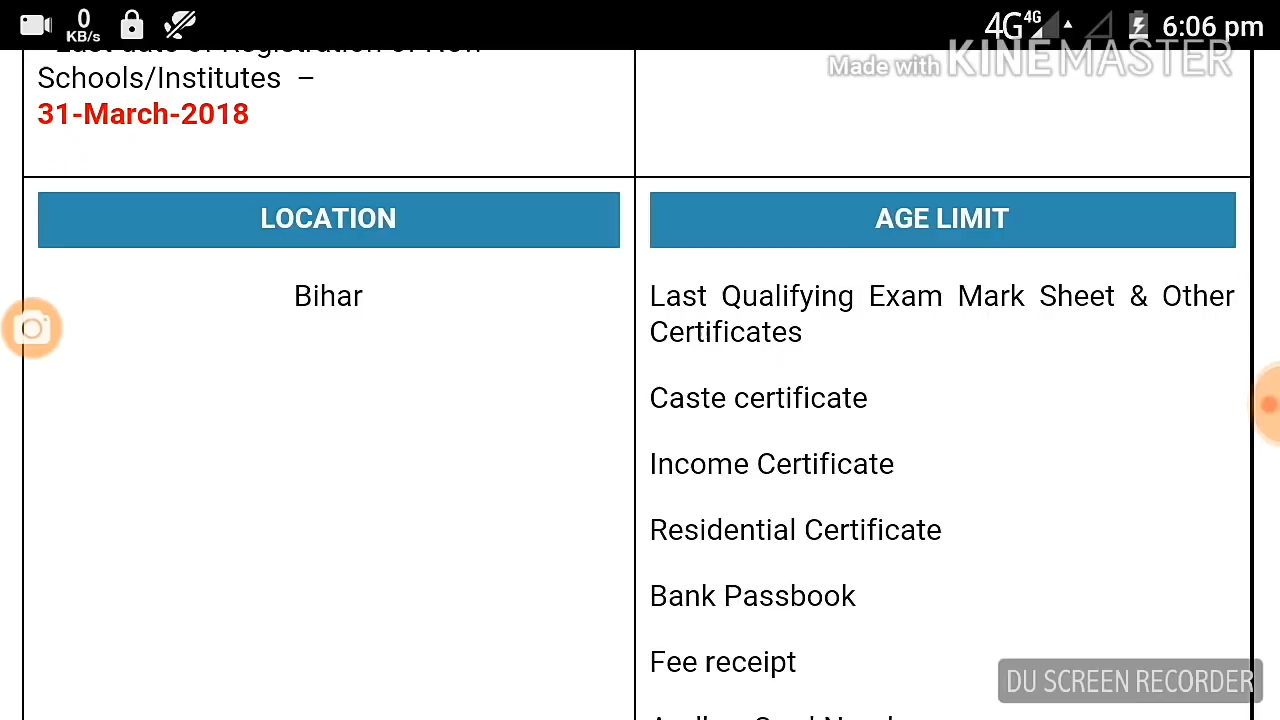 0
KB/s
4G 4G
6:06 pm
Made with KINEMASTER
Schools/Institutes –
31-March-2018
LOCATION
AGE LIMIT
Bihar
Last Qualifying Exam Mark Sheet & Other
Certificates
Caste certificate
Income Certificate
Residential Certificate
Bank Passbook
Fee receipt
DU SCREEN RECORDER